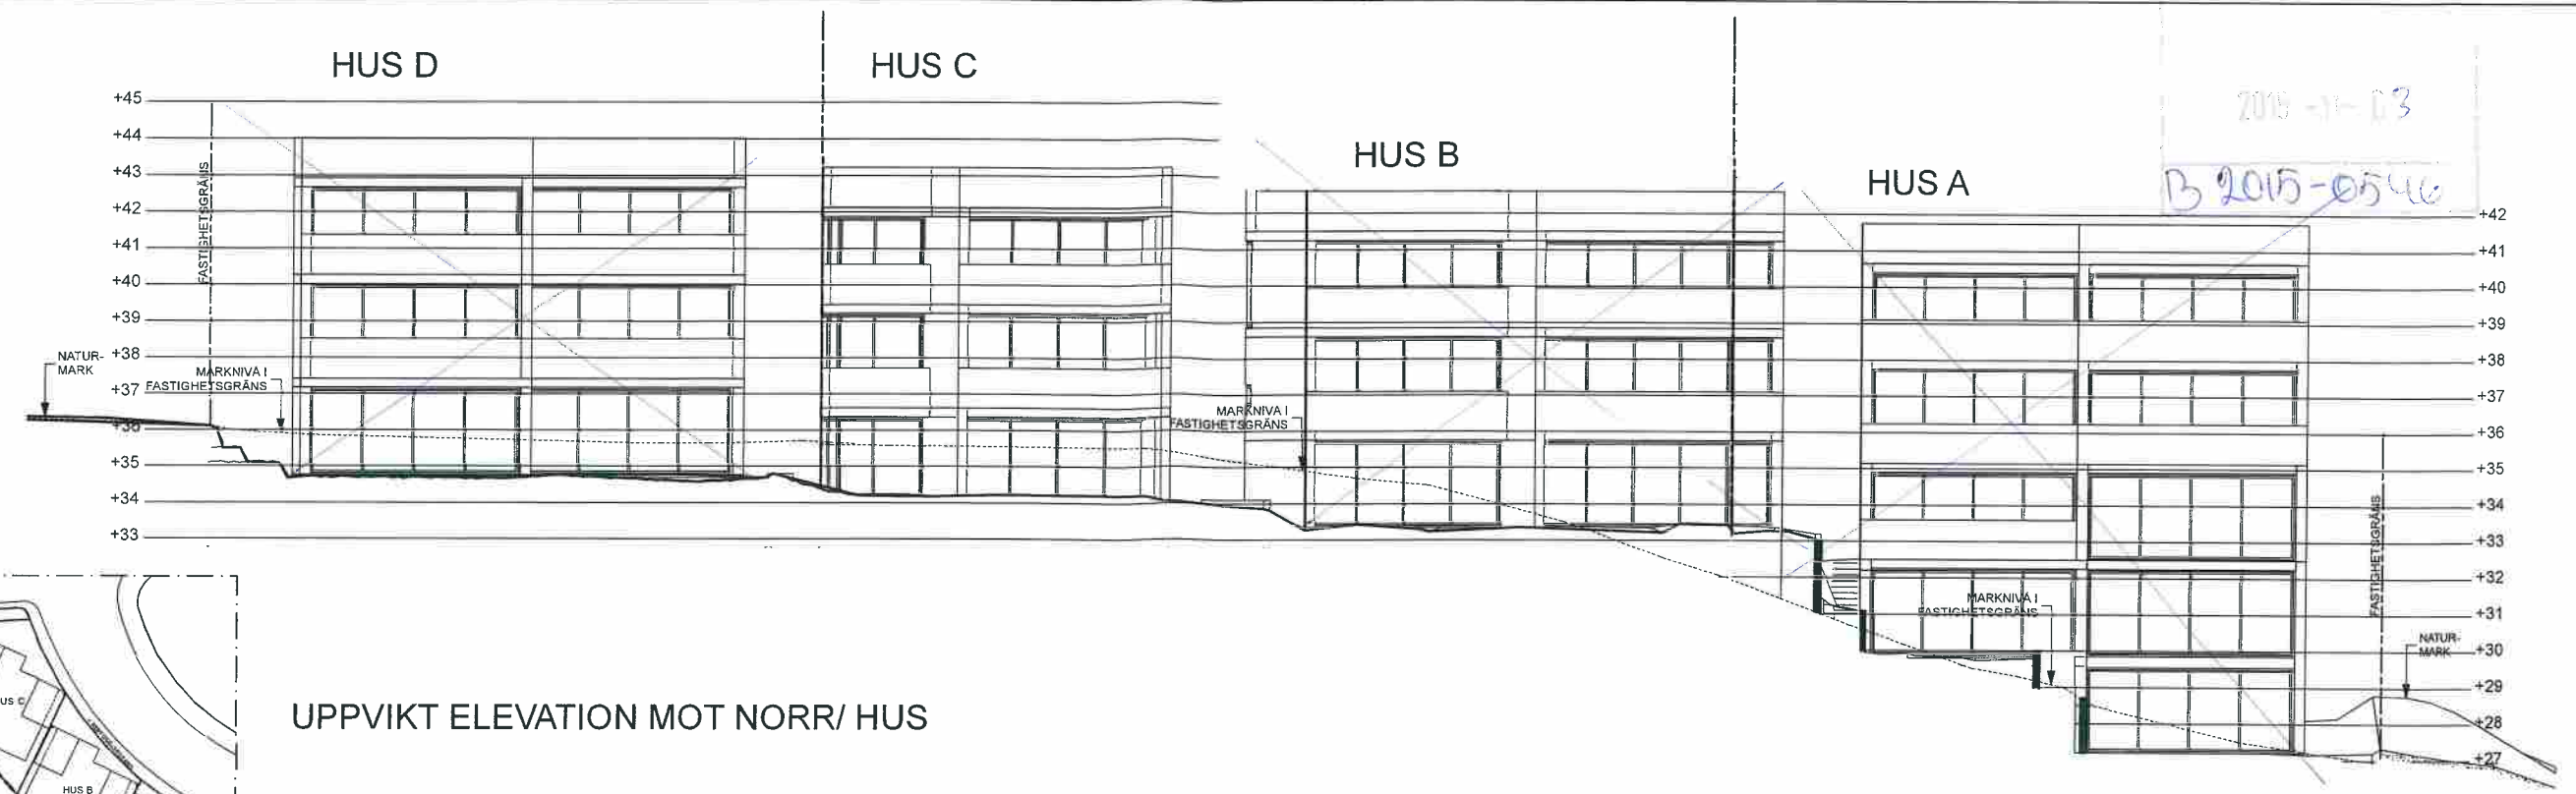 HUS D
HUS C
HUS B
HUS A
2015 -11- 03
B 2015-0546
+45
+44
+43
+42
+41
+40
+39
+38
+37
+36
+35
+34
+33
FASTIGHETSGRÄNS
NATUR-
MARK
MARKNIVÅ I
FASTIGHETSGRÄNS
MARKNIVÅ I
FASTIGHETSGRÄNS
MARKNIVÅ I
FASTIGHETSGRÄNS
+42
+41
+40
+39
+38
+37
+36
+35
+34
+33
+32
+31
+30
+29
+28
+27
FASTIGHETSGRÄNS
NATUR-
MARK
UPPVIKT ELEVATION MOT NORR/ HUS
US C
HUS B